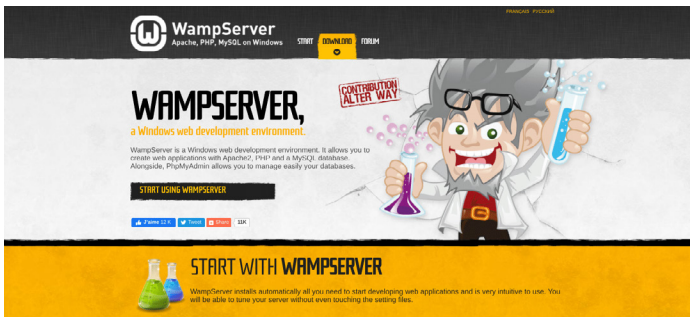 FRANÇAIS РУССКИЙ
WampServer
Apache, PHP, MySQL on Windows
START DOWNLOAD FORUM
CONTRIBUTION
ALTER WAY
WAMPSERVER,
a Windows web development environment.
WampServer is a Windows web development environment. It allows you to
create web applications with Apache2, PHP and a MySQL database.
Alongside, PhpMyAdmin allows you to manage easily your databases.
START USING WAMPSERVER
J'aime 12 K Tweet Share 11K
START WITH WAMPSERVER
WampServer installs automatically all you need to start developing web applications and is very intuitive to use. You
will be able to tune your server without even touching the setting files.